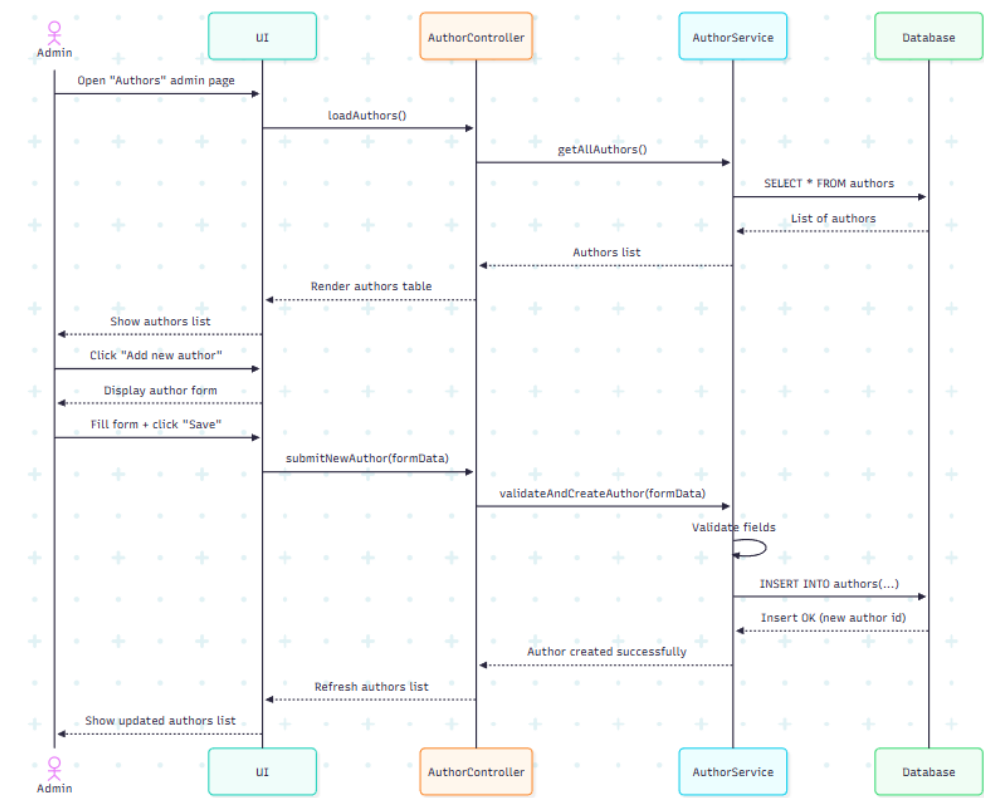 Admin
UI
AuthorController
AuthorService
Database
Open "Authors" admin page
loadAuthors()
getAllAuthors()
SELECT * FROM authors
List of authors
Authors list
Render authors table
Show authors list
Click "Add new author"
Display author form
Fill form + click "Save"
submitNewAuthor(formData)
validateAndCreateAuthor(formData)
Validate fields
INSERT INTO authors(...)
Insert OK (new author id)
Author created successfully
Refresh authors list
Show updated authors list
Admin
UI
AuthorController
AuthorService
Database